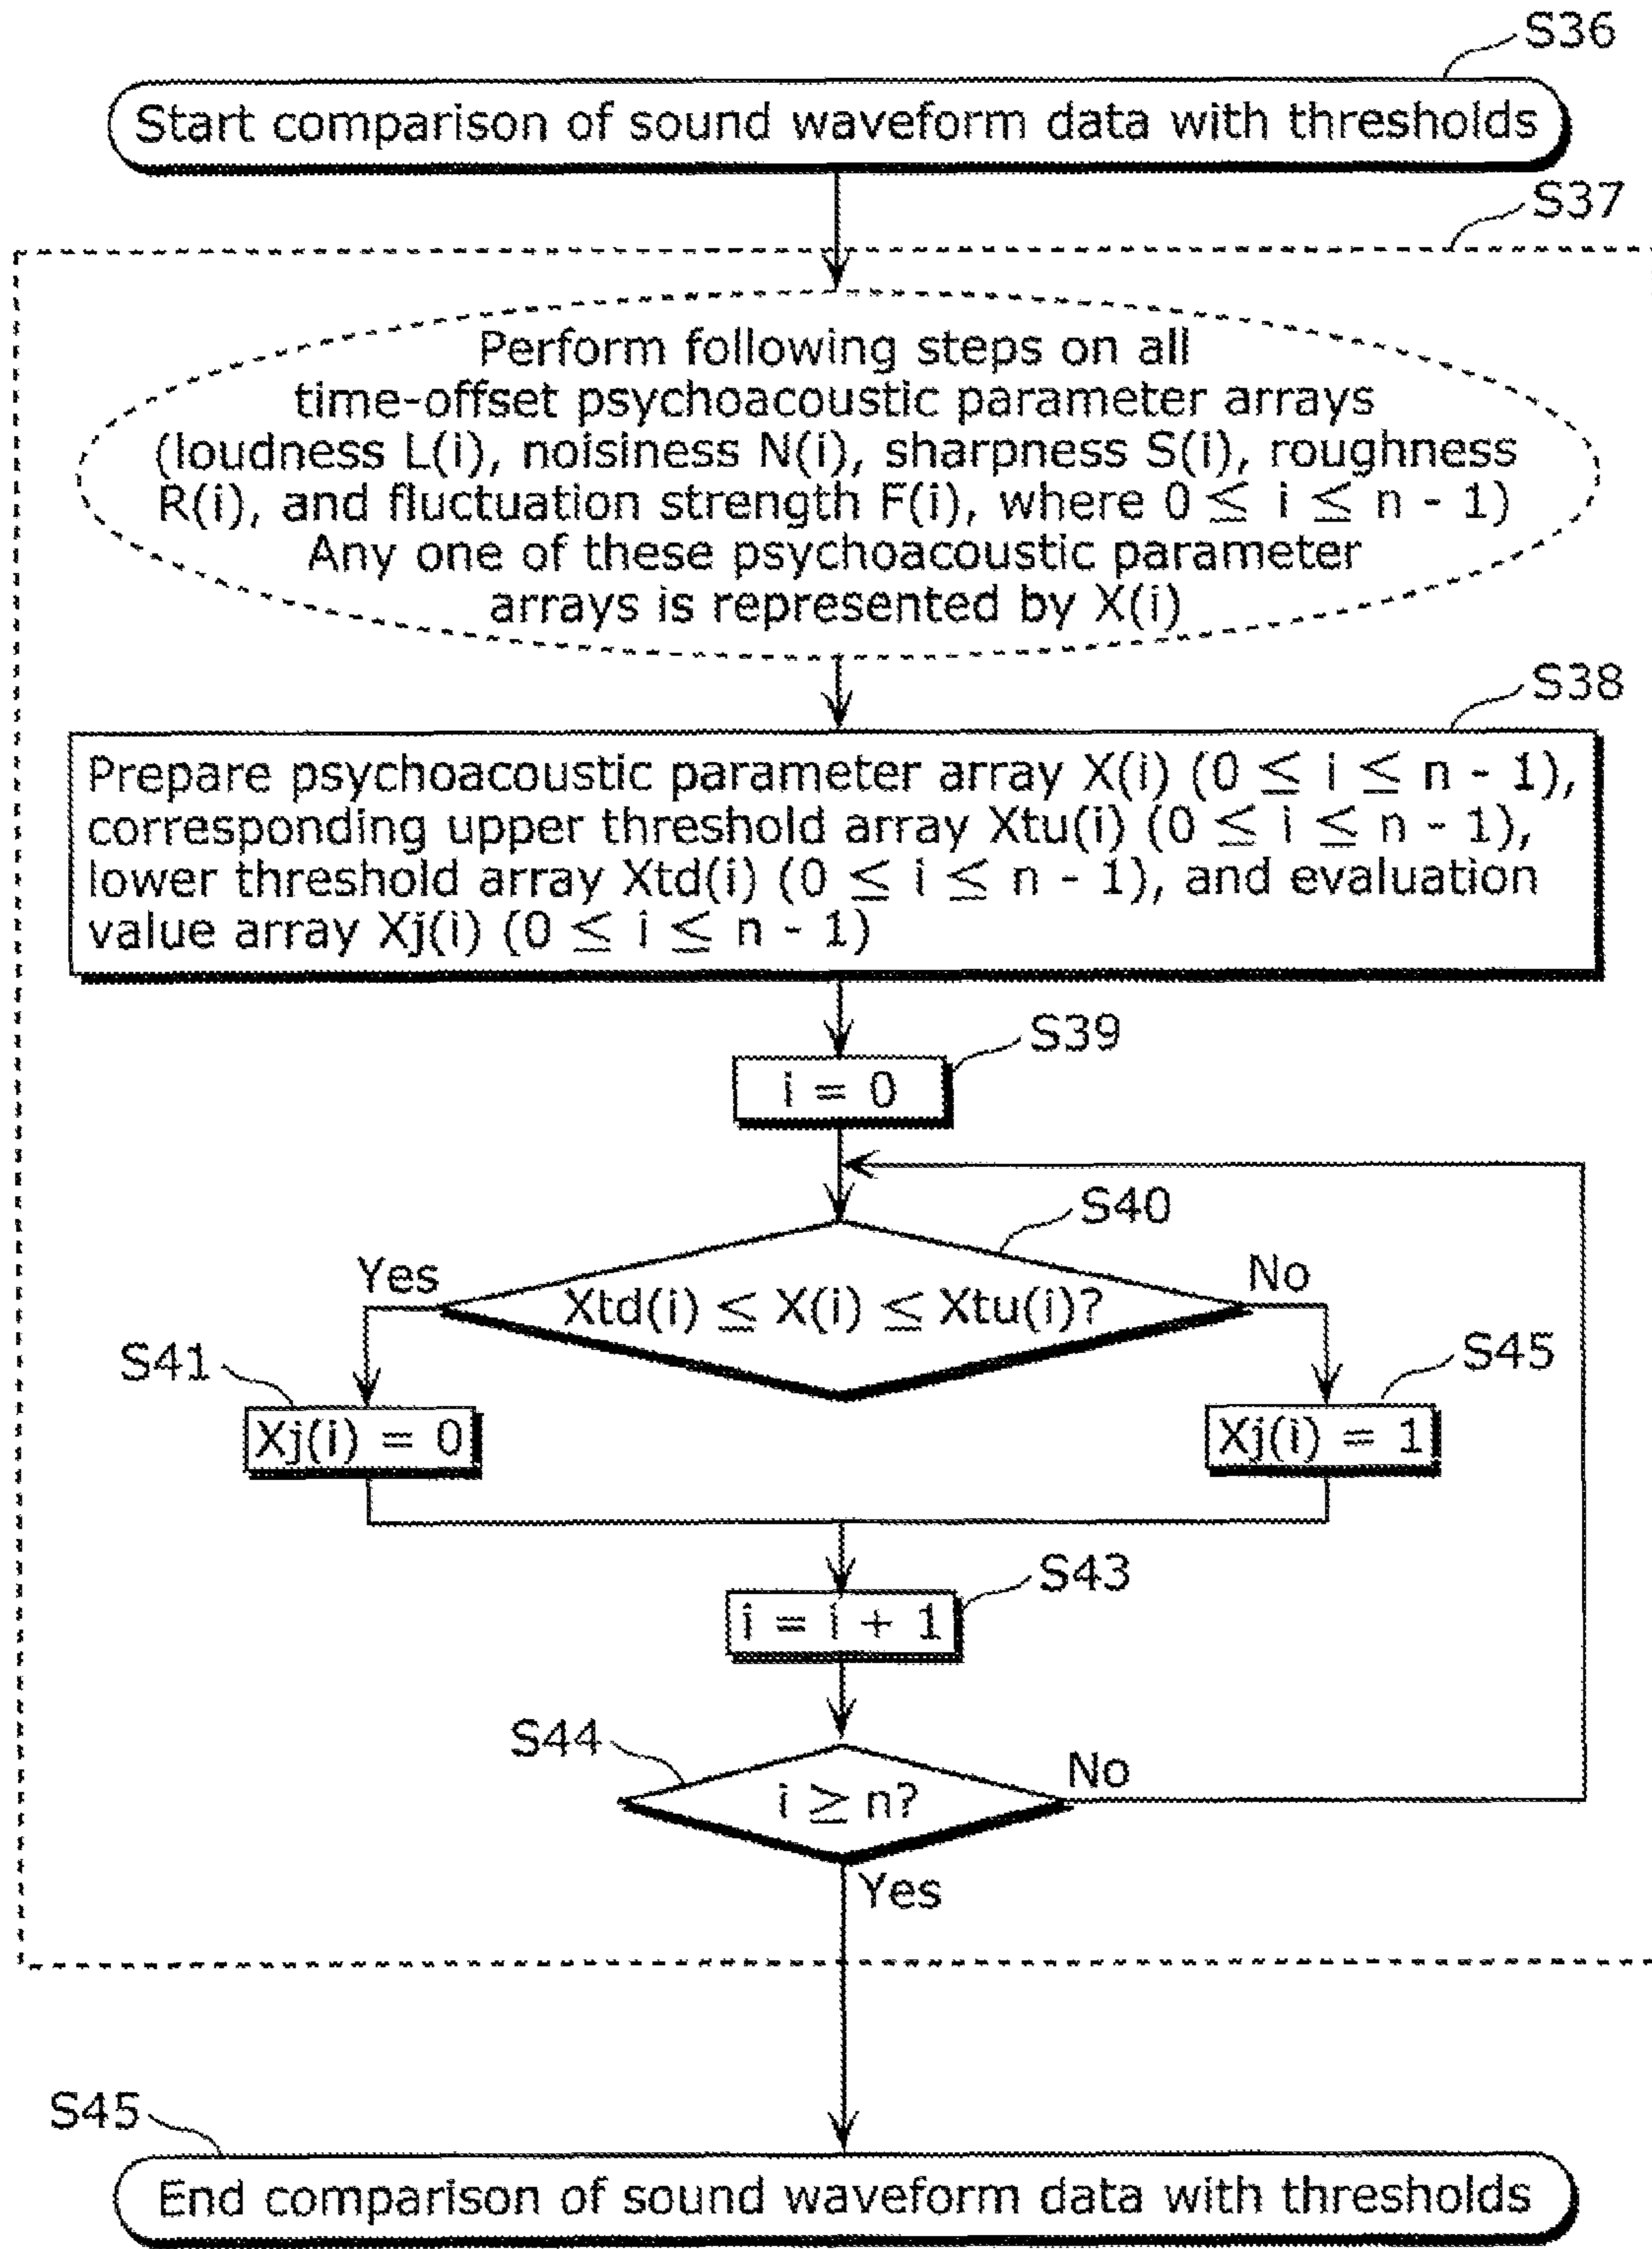 S36
Start comparison of sound waveform data with thresholds
S37
Perform following steps on all
time-offset psychoacoustic parameter arrays
(loudness L(i), noisiness N(i), sharpness S(i), roughness
R(i), and fluctuation strength F(i), where 0 ≦ i ≦ n - 1)
Any one of these psychoacoustic parameter
arrays is represented by X(i)
S38
Prepare psychoacoustic parameter array X(i) (0 ≦ i ≦ n - 1),
corresponding upper threshold array Xtu(i) (0 ≦ i ≦ n - 1),
lower threshold array Xtd(i) (0 ≦ i ≦ n - 1), and evaluation
value array Xj(i) (0 ≦ i ≦ n - 1)
S39
i = 0
S40
Yes
No
Xtd(i) ≦ X(i) ≦ Xtu(i)?
S41
S45
Xj(i) = 0
Xj(i) = 1
S43
i = i + 1
S44
No
i ≧ n?
Yes
S45
End comparison of sound waveform data with thresholds